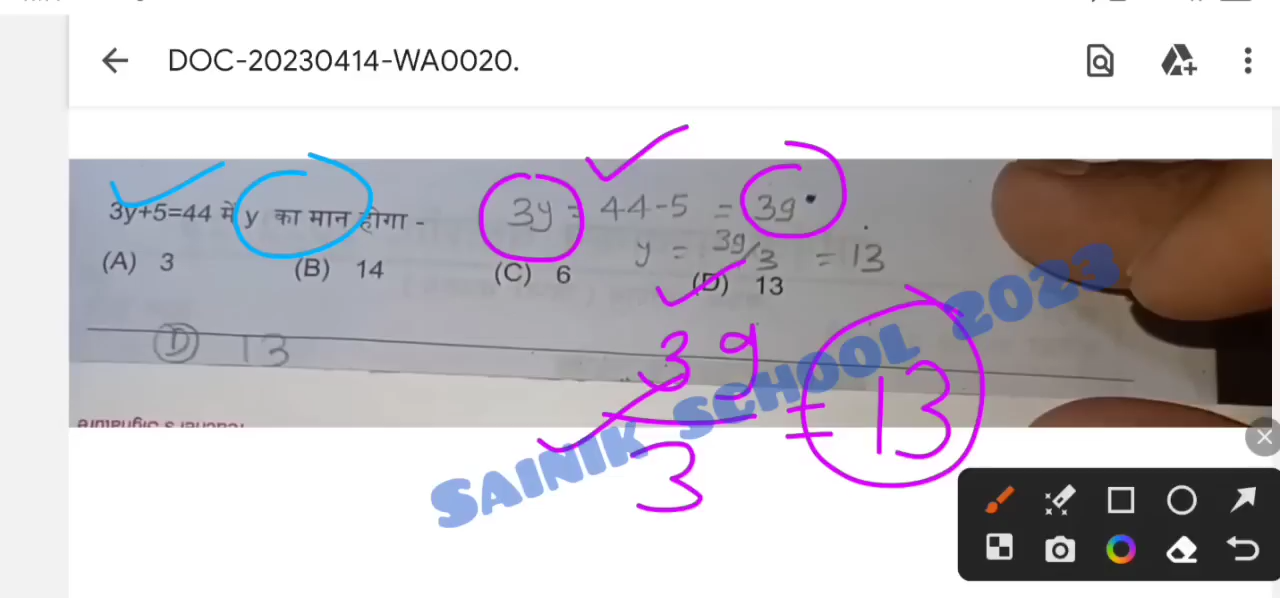 DOC-20230414-WA0020.
3y+5=44 में y का मान होगा -
3y = 44-5 = 39
y = 39/3 = 13
(A) 3 (B) 14 (C) 6 (D) 13
(D) 13
39/3 = 13
SAINIK SCHOOL 2023